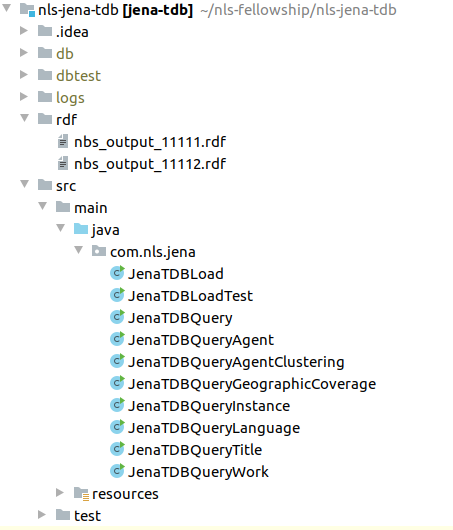 nls-jena-tdb [jena-tdb] ~/nls-fellowship/nls-jena-tdb
.idea
db
dbtest
logs
rdf
nbs_output_11111.rdf
nbs_output_11112.rdf
src
main
java
com.nls.jena
JenaTDBLoad
JenaTDBLoadTest
JenaTDBQuery
JenaTDBQueryAgent
JenaTDBQueryAgentClustering
JenaTDBQueryGeographicCoverage
JenaTDBQueryInstance
JenaTDBQueryLanguage
JenaTDBQueryTitle
JenaTDBQueryWork
resources
test